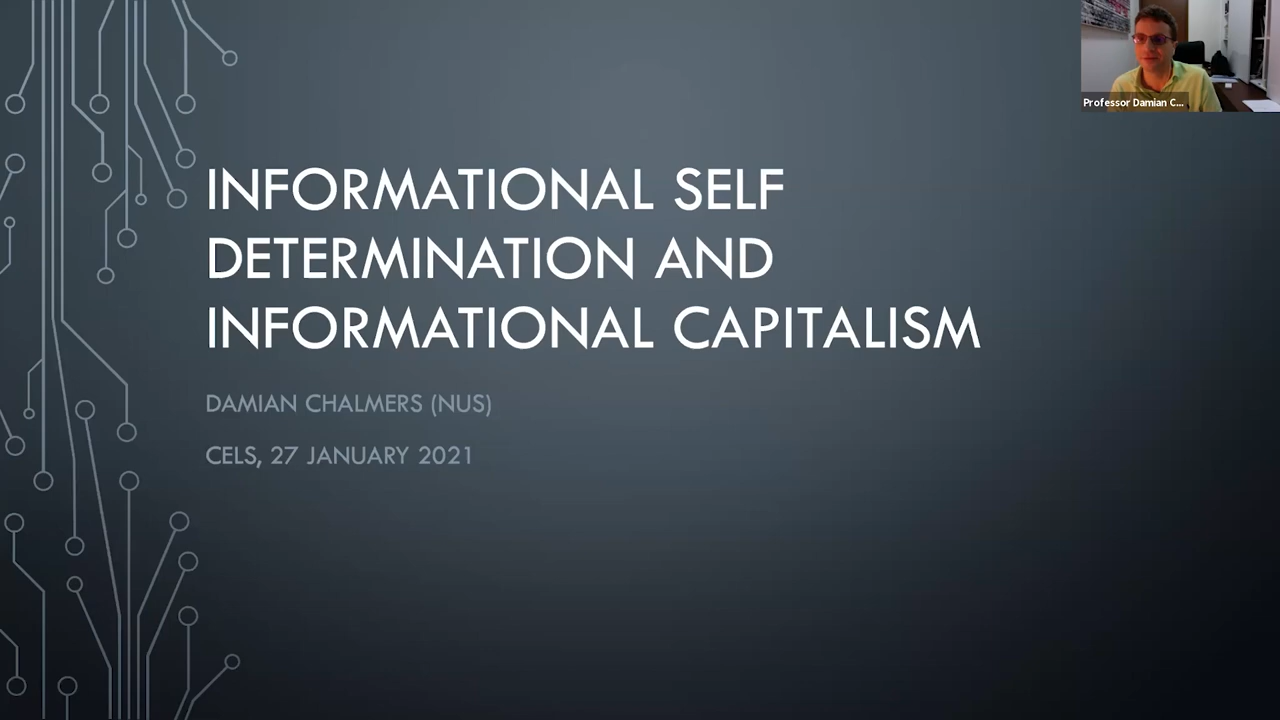 INFORMATIONAL SELF
DETERMINATION AND
INFORMATIONAL CAPITALISM
DAMIAN CHALMERS (NUS)
CELS, 27 JANUARY 2021
Professor Damian C...